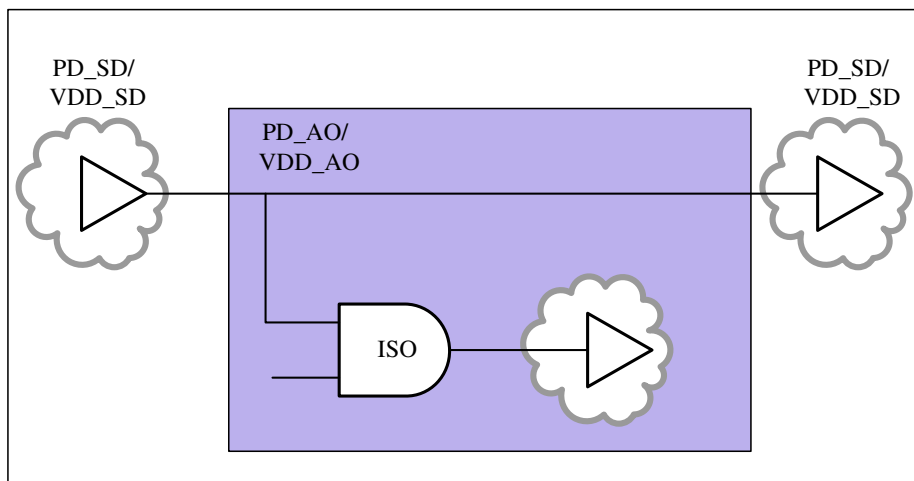 PD_SD/
VDD_SD
PD_SD/
VDD_SD
PD_AO/
VDD_AO
ISO